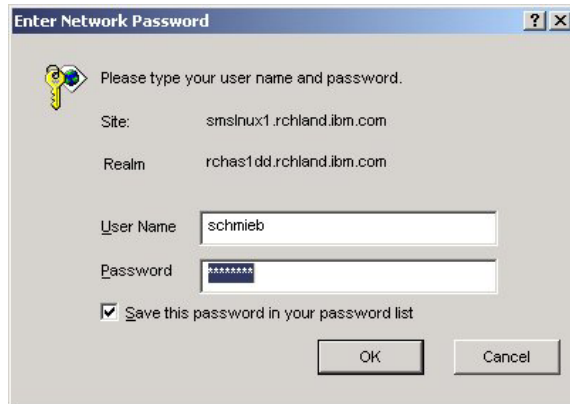 Enter Network Password
Please type your user name and password.
Site: smslnux1.rchland.ibm.com
Realm rchas1dd.rchland.ibm.com
User Name schmieb
Password ********
Save this password in your password list
OK Cancel